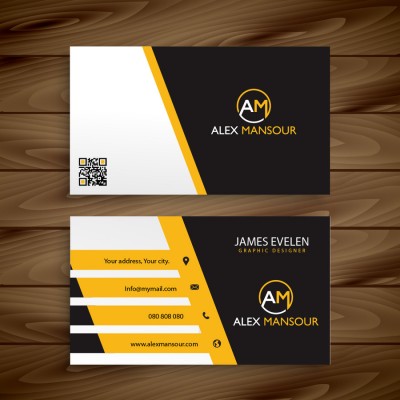 AM
ALEX MANSOUR
JAMES EVELEN
GRAPHIC DESIGNER
Your address, Your city.
Info@mymail.com
080 808 080
www.alexmansour.com
AM
ALEX MANSOUR